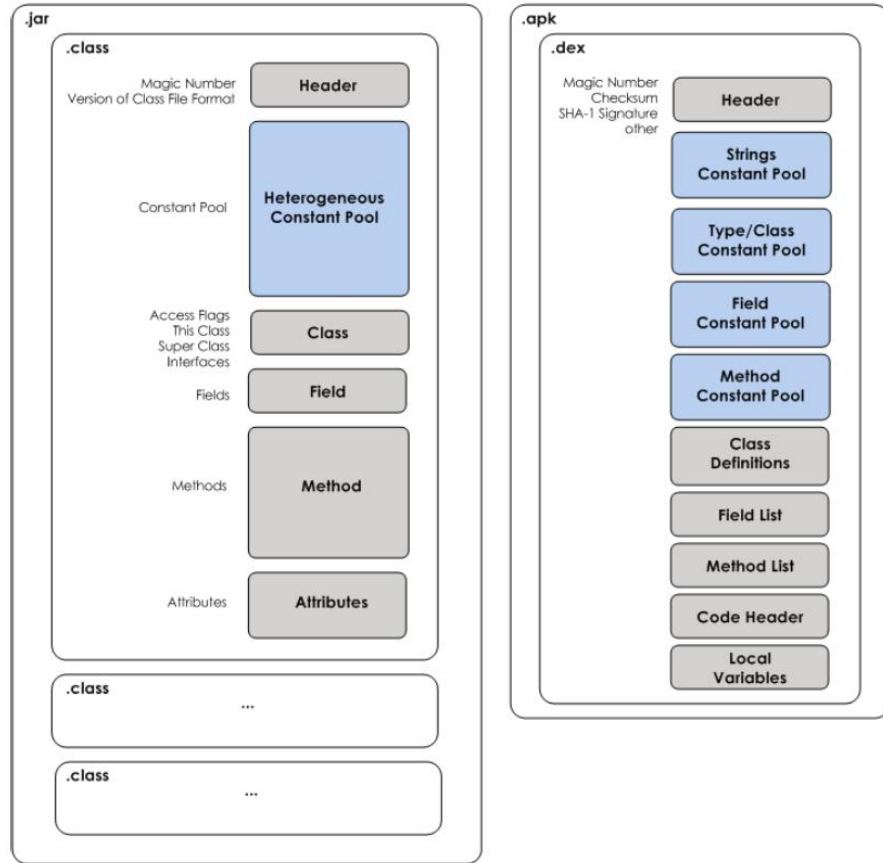 .jar
.class
Magic Number
Version of Class File Format
Header
Constant Pool
Heterogeneous
Constant Pool
Access Flags
This Class
Super Class
Interfaces
Class
Fields
Field
Methods
Method
Attributes
Attributes
.class
...
.class
...
.apk
.dex
Magic Number
Checksum
SHA-1 Signature
other
Header
Strings
Constant Pool
Type/Class
Constant Pool
Field
Constant Pool
Method
Constant Pool
Class
Definitions
Field List
Method List
Code Header
Local
Variables